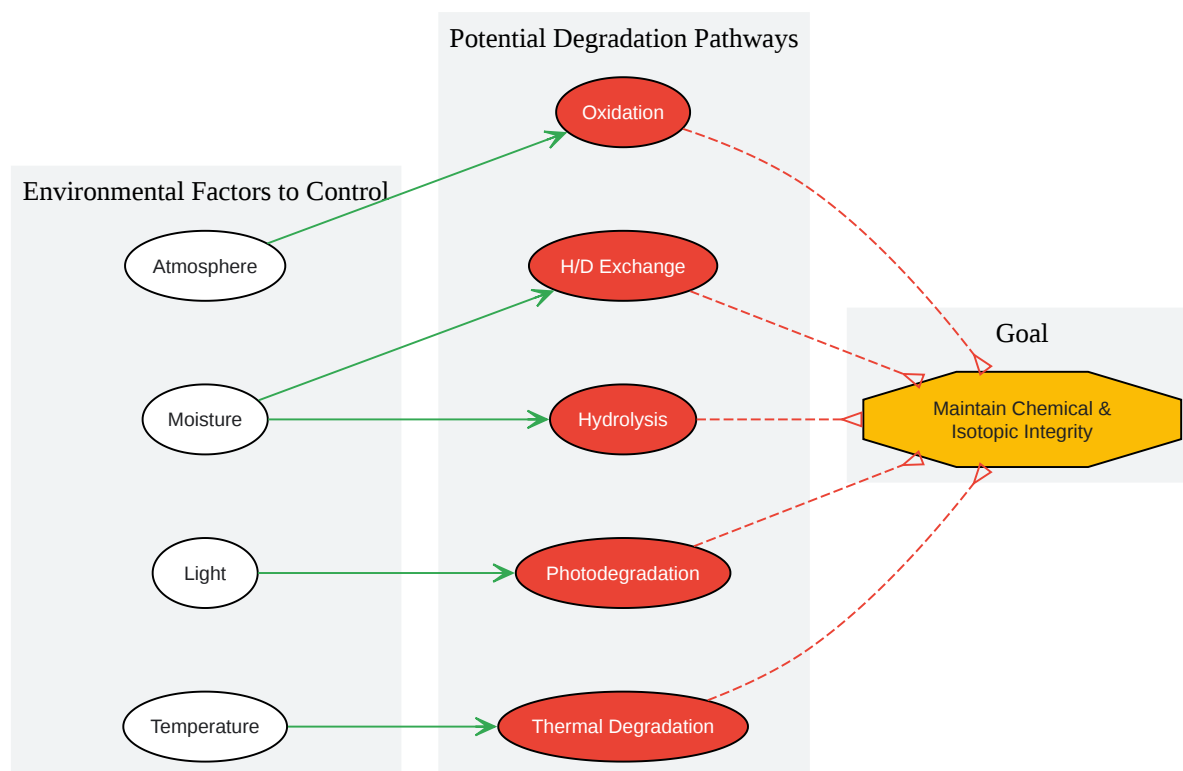 Potential Degradation Pathways
Oxidation
Environmental Factors to Control
Atmosphere
H/D Exchange
Goal
Moisture
Hydrolysis
Maintain Chemical &
Isotopic Integrity
Light
Photodegradation
Temperature
Thermal Degradation